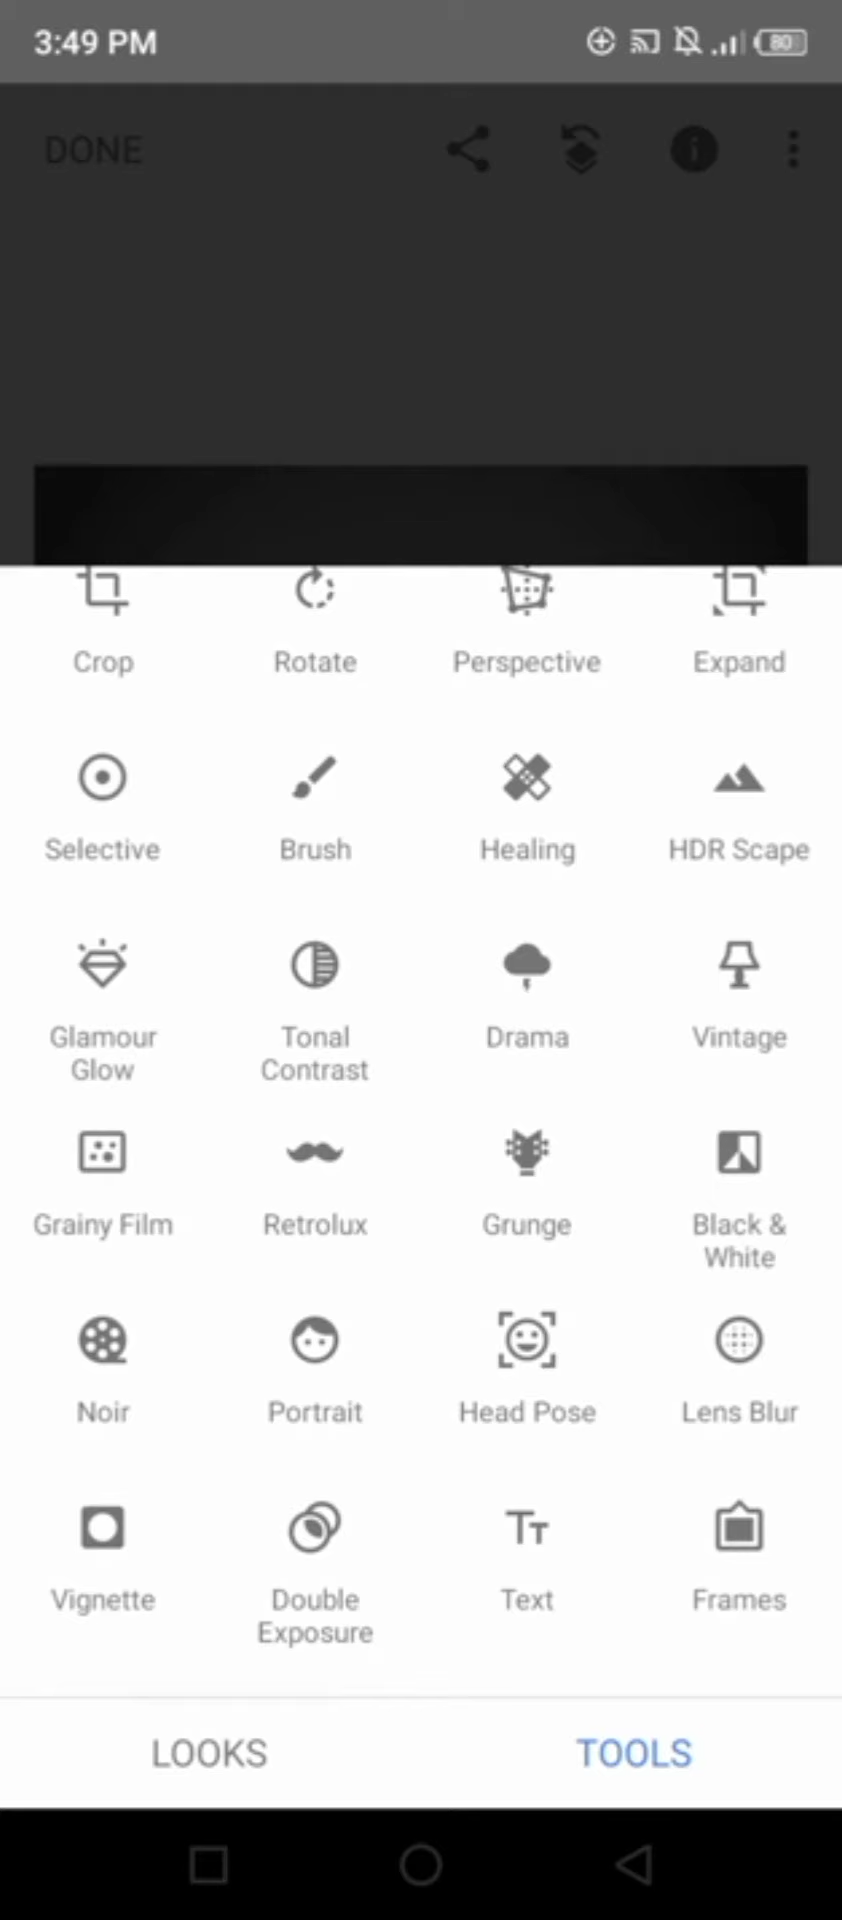 3:49 PM
80
DONE
Crop Rotate Perspective Expand
Selective Brush Healing HDR Scape
Glamour Glow Tonal Contrast Drama Vintage
Grainy Film Retrolux Grunge Black & White
Noir Portrait Head Pose Lens Blur
Vignette Double Exposure Text Frames
LOOKS TOOLS